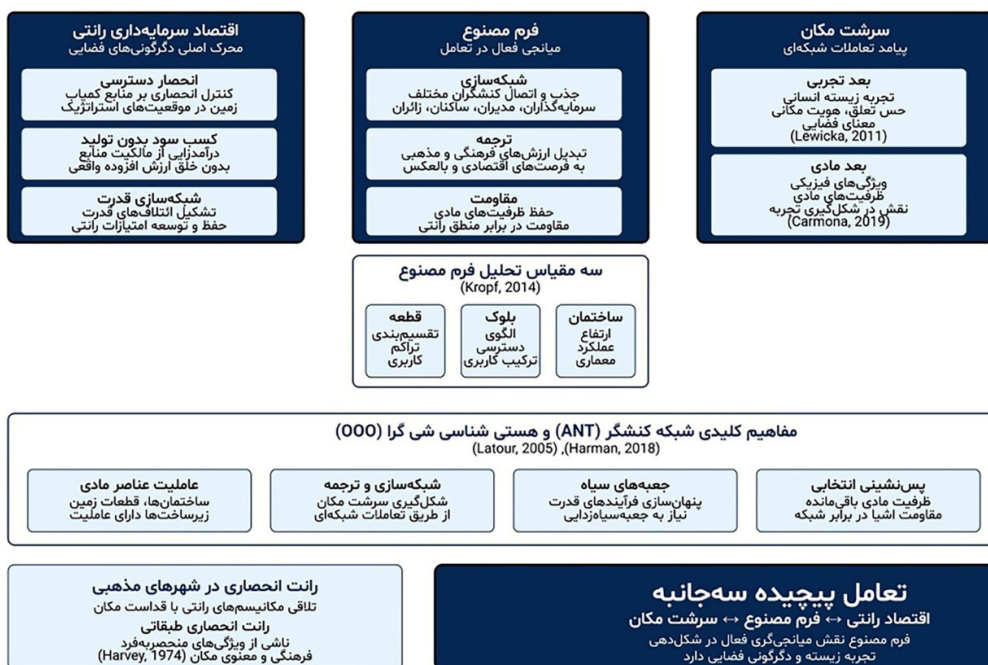 سرشت مکان
پیامد تعاملات شبکه‌ای
بعد تجربی
تجربه زیسته انسانی
حس تعلق، هویت مکانی
معنای فضایی
(Lewicka, 2011)
بعد مادی
ویژگی‌های فیزیکی
ظرفیت‌های مادی
نقش در شکل‌گیری تجربه
(Carmona, 2019)
فرم مصنوع
میانجی فعال در تعامل
شبکه‌سازی
جذب و اتصال کنشگران مختلف
سرمایه‌گذاران، مدیران، ساکنان، زائران
ترجمه
تبدیل ارزش‌های فرهنگی و مذهبی
به فرصت‌های اقتصادی و بالعکس
مقاومت
حفظ ظرفیت‌های مادی
مقاومت در برابر منطق رانتی
اقتصاد سرمایه‌داری رانتی
محرک اصلی دگرگونی‌های فضایی
انحصار دسترسی
کنترل انحصاری بر منابع کمیاب
زمین در موقعیت‌های استراتژیک
کسب سود بدون تولید
درآمدزایی از مالکیت منابع
بدون خلق ارزش افزوده واقعی
شبکه‌سازی قدرت
تشکیل ائتلاف‌های قدرت
حفظ و توسعه امتیازات رانتی
سه مقیاس تحلیل فرم مصنوع
(Kropf, 2014)
ساختمان
ارتفاع
عملکرد
معماری
بلوک
الگوی
دسترسی
ترکیب کاربری
قطعه
تقسیم‌بندی
تراکم
کاربری
مفاهیم کلیدی شبکه کنشگر (ANT) و هستی شناسی شی گرا (OOO)
(Latour, 2005) ,(Harman, 2018)
پس‌نشینی انتخابی
ظرفیت مادی باقی‌مانده
مقاومت اشیا در برابر شبکه
جعبه‌های سیاه
پنهان‌سازی فرآیندهای قدرت
نیاز به جعبه‌سیاه‌زدایی
شبکه‌سازی و ترجمه
شکل‌گیری سرشت مکان
از طریق تعاملات شبکه‌ای
عاملیت عناصر مادی
ساختمان‌ها، قطعات زمین
زیرساخت‌ها دارای عاملیت
تعامل پیچیده سه‌جانبه
اقتصاد رانتی ↔ فرم مصنوع ↔ سرشت مکان
فرم مصنوع نقش میانجی‌گری فعال در شکل‌دهی
تجربه زیسته و دگرگونی فضایی دارد
رانت انحصاری در شهرهای مذهبی
تلاقی مکانیسم‌های رانتی با قداست مکان
رانت انحصاری طبقاتی
ناشی از ویژگی‌های منحصربه‌فرد
فرهنگی و معنوی مکان (Harvey, 1974)